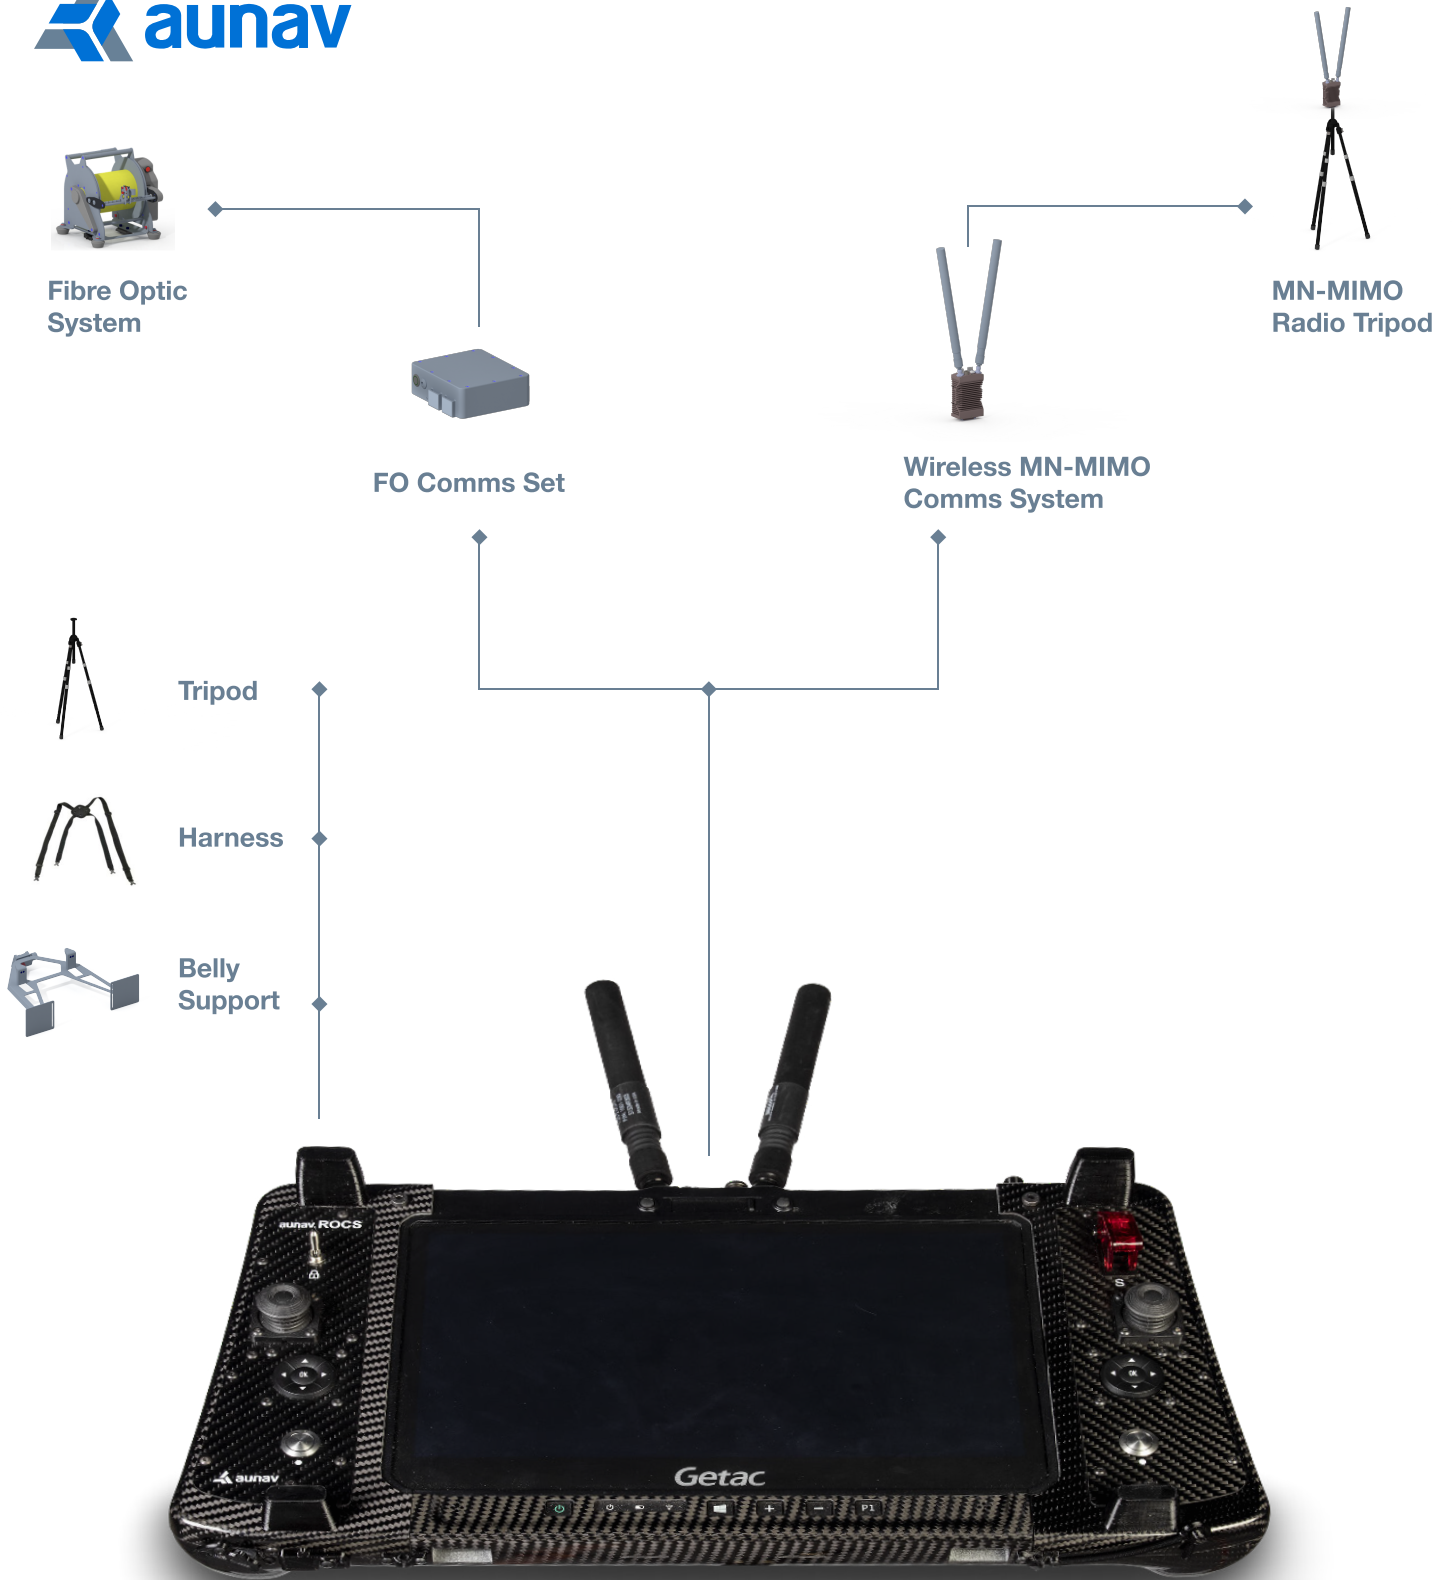 aunav
Fibre Optic
System
MN-MIMO
Radio Tripod
FO Comms Set
Wireless MN-MIMO
Comms System
Tripod
Harness
Belly
Support
aunav.ROCS
S
OK
OK
aunav
Getac
P1